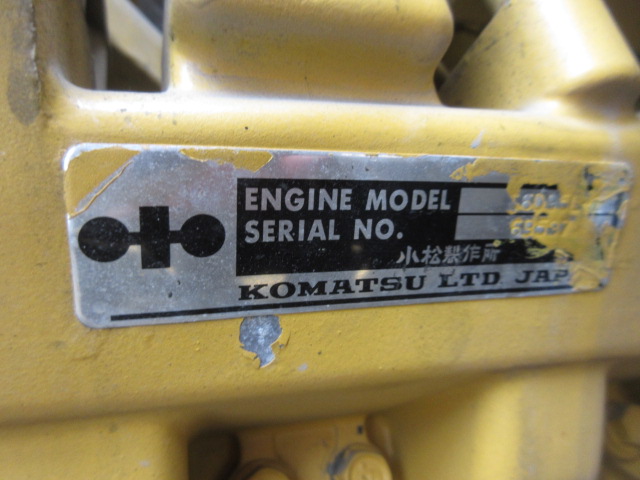 ENGINE MODEL
SERIAL NO.
小松製作所
KOMATSU LTD JAP